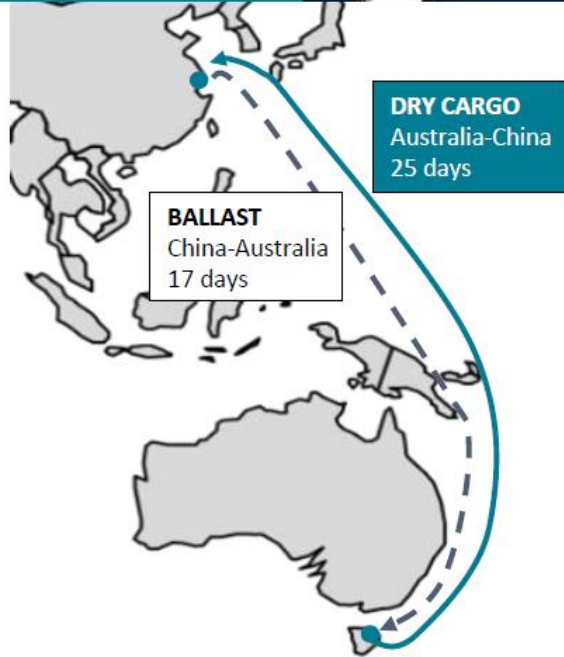 DRY CARGO
Australia-China
25 days
BALLAST
China-Australia
17 days